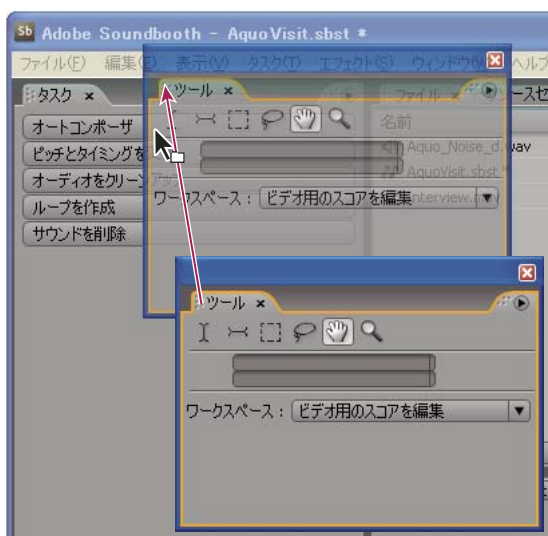 Sb Adobe Soundbooth - AquoVisit.sbst *
ファイル(F) 編集(E) 表示(V) タスク(T) エフェクト(S) ウィンドウ(W) ヘルプ
タスク ×
ツール ×
ファイル ×
ースセ
オートコンポーザ
名前
ピッチとタイミングを
Aquo_Noise_d.wav
オーディオをクリーンアップ
AquoVisit.sbst *
ワークスペース : ビデオ用のスコアを編集
ループを作成
サウンドを削除
ツール ×
ワークスペース : ビデオ用のスコアを編集